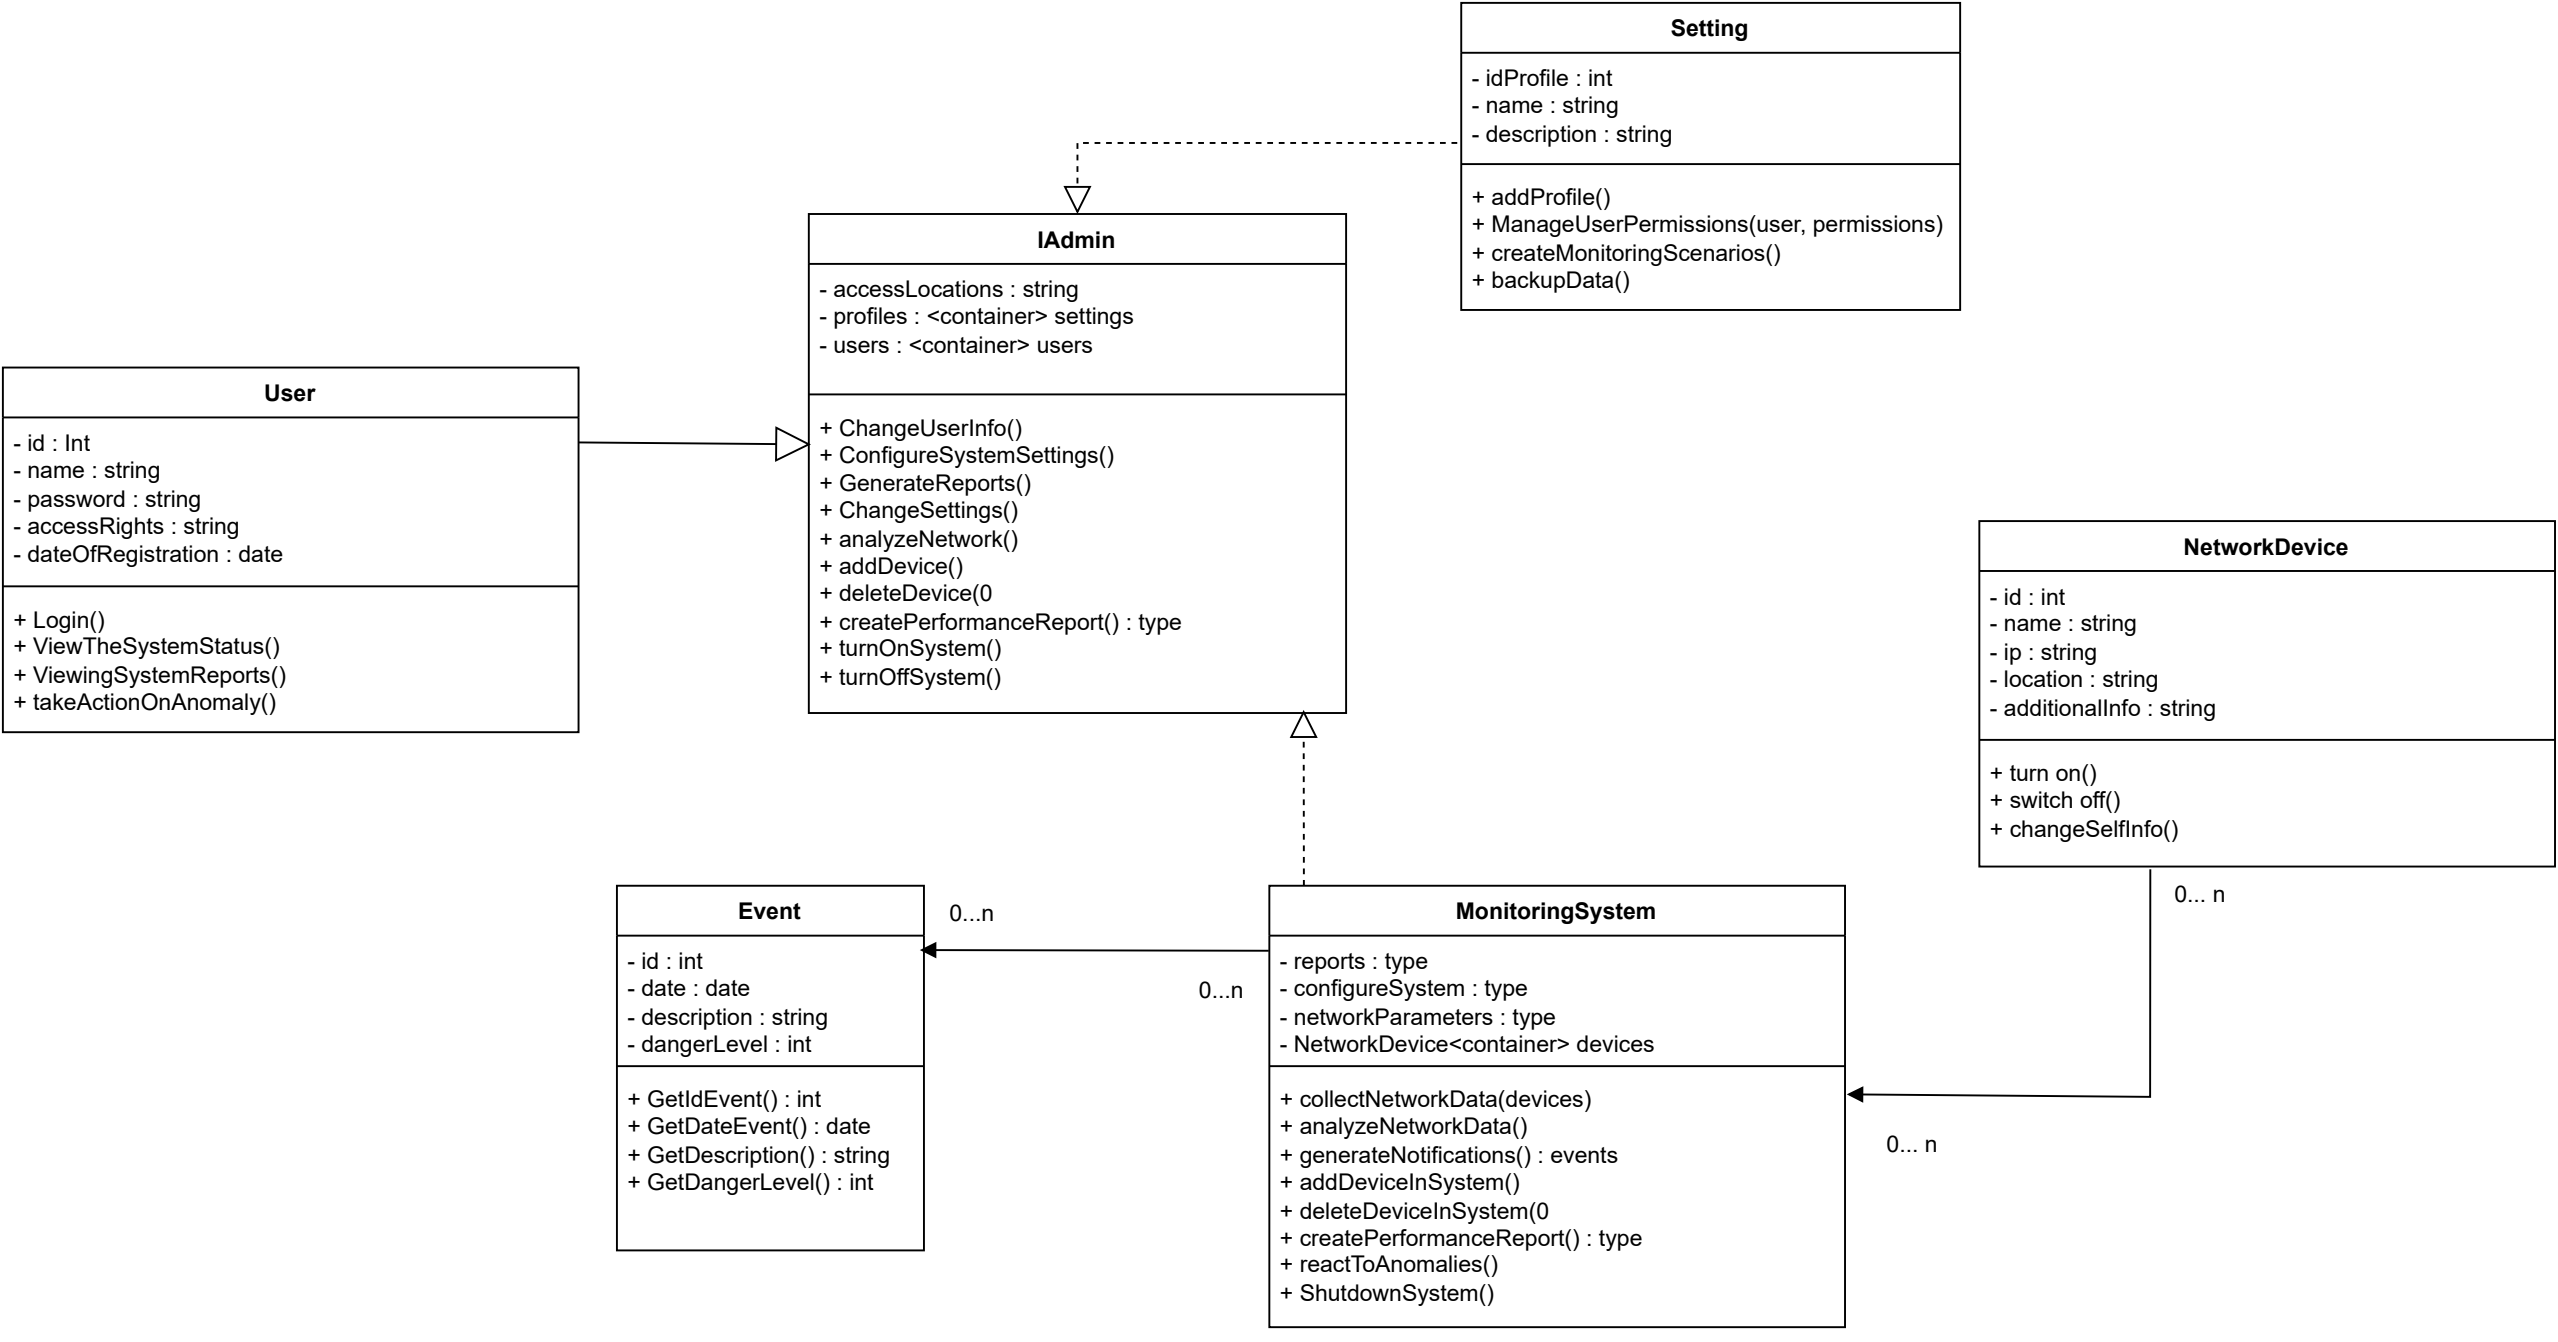 Setting
- idProfile : int
- name : string
- description : string
+ addProfile()
+ ManageUserPermissions(user, permissions)
+ createMonitoringScenarios()
+ backupData()
IAdmin
- accessLocations : string
- profiles : <container> settings
- users : <container> users
+ ChangeUserInfo()
+ ConfigureSystemSettings()
+ GenerateReports()
+ ChangeSettings()
+ analyzeNetwork()
+ addDevice()
+ deleteDevice(0
+ createPerformanceReport() : type
+ turnOnSystem()
+ turnOffSystem()
User
- id : Int
- name : string
- password : string
- accessRights : string
- dateOfRegistration : date
+ Login()
+ ViewTheSystemStatus()
+ ViewingSystemReports()
+ takeActionOnAnomaly()
NetworkDevice
- id : int
- name : string
- ip : string
- location : string
- additionalInfo : string
+ turn on()
+ switch off()
+ changeSelfInfo()
0... n
0... n
Event
- id : int
- date : date
- description : string
- dangerLevel : int
+ GetIdEvent() : int
+ GetDateEvent() : date
+ GetDescription() : string
+ GetDangerLevel() : int
0...n
0...n
MonitoringSystem
- reports : type
- configureSystem : type
- networkParameters : type
- NetworkDevice<container> devices
+ collectNetworkData(devices)
+ analyzeNetworkData()
+ generateNotifications() : events
+ addDeviceInSystem()
+ deleteDeviceInSystem(0
+ createPerformanceReport() : type
+ reactToAnomalies()
+ ShutdownSystem()